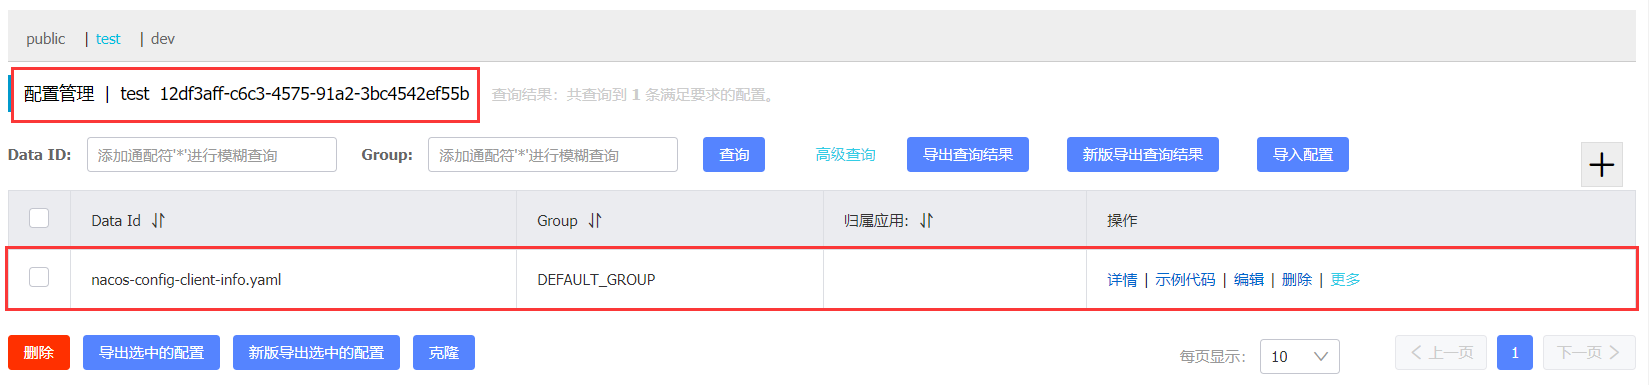 public | test | dev
配置管理 | test 12df3aff-c6c3-4575-91a2-3bc4542ef55b 查询结果：共查询到 1 条满足要求的配置。
Data ID: 添加通配符'*'进行模糊查询 Group: 添加通配符'*'进行模糊查询 查询 高级查询 导出查询结果 新版导出查询结果 导入配置
Data Id Group 归属应用: 操作
nacos-config-client-info.yaml DEFAULT_GROUP 详情 | 示例代码 | 编辑 | 删除 | 更多
删除 导出选中的配置 新版导出选中的配置 克隆 每页显示: 10 上一页 1 下一页